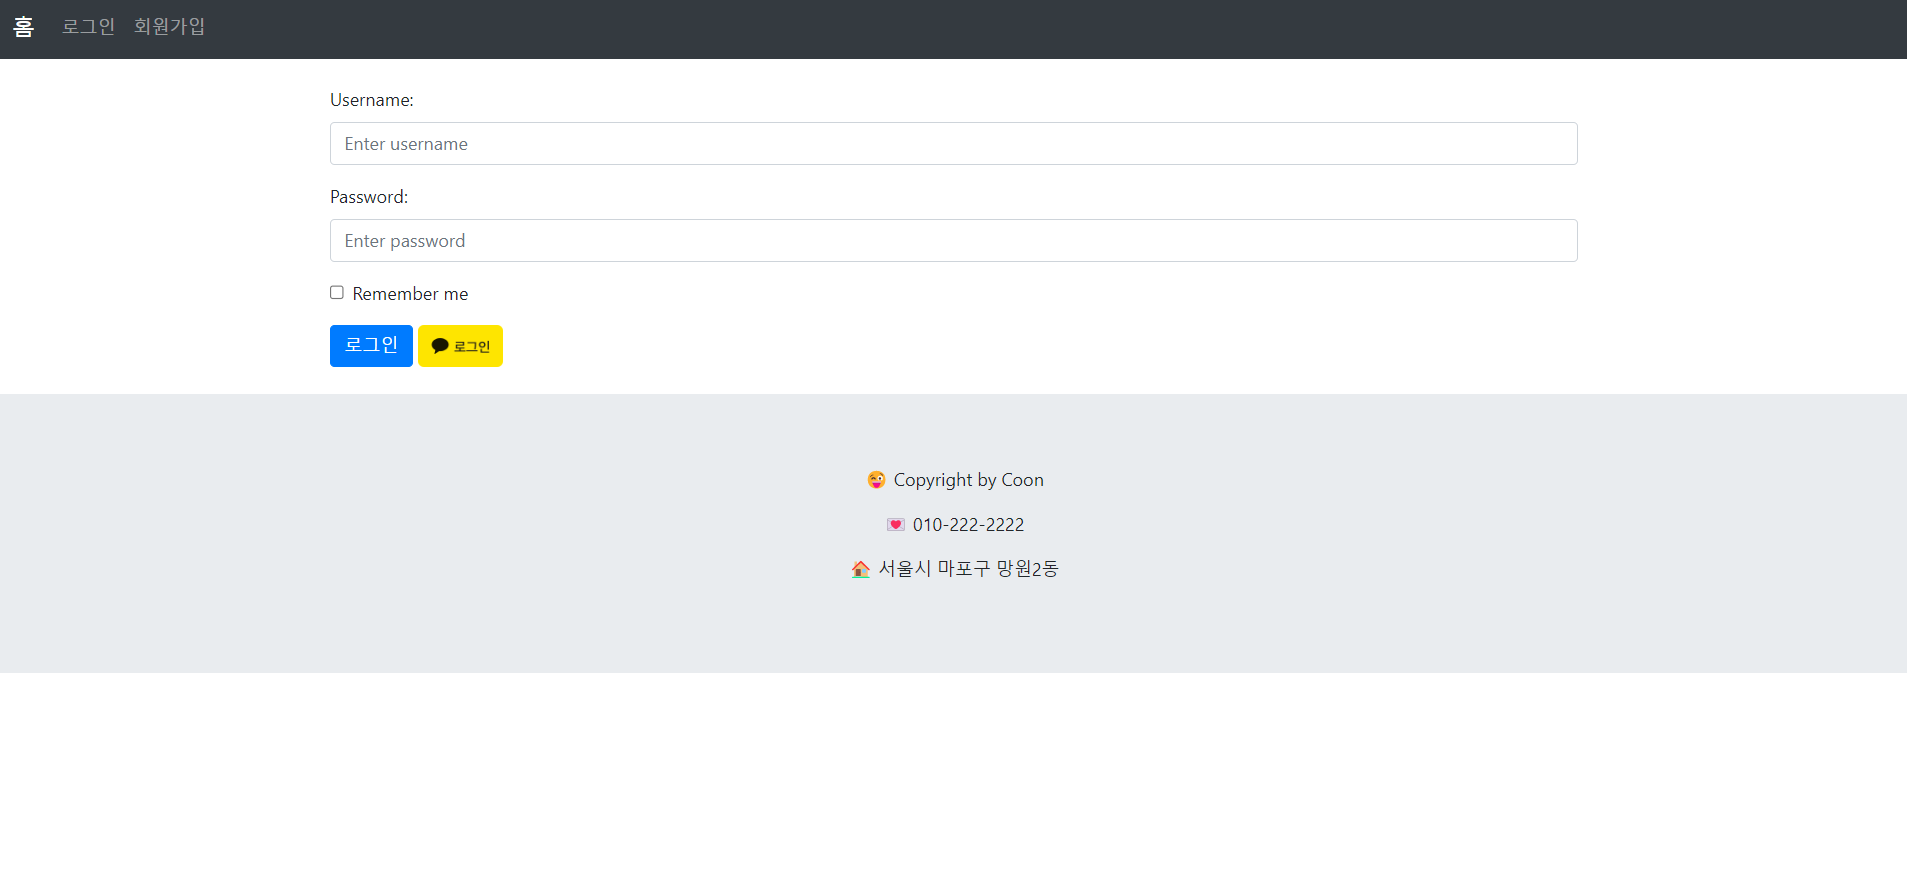 홈 로그인 회원가입
Username:
Enter username
Password:
Enter password
Remember me
로그인 로그인
😜 Copyright by Coon
💌 010-222-2222
🏠 서울시 마포구 망원2동